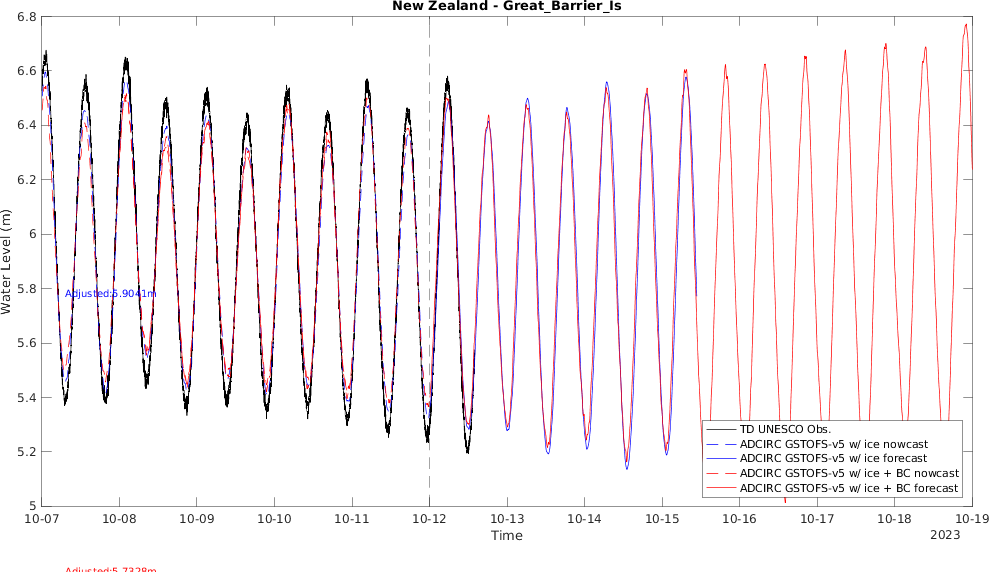 New Zealand - Great_Barrier_Is
6.8
6.6
6.4
6.2
6
5.8
5.6
5.4
5.2
5
Water Level (m)
Adjusted:5.9041m
TD UNESCO Obs.
ADCIRC GSTOFS-v5 w/ ice nowcast
ADCIRC GSTOFS-v5 w/ ice forecast
ADCIRC GSTOFS-v5 w/ ice + BC nowcast
ADCIRC GSTOFS-v5 w/ ice + BC forecast
10-07 10-08 10-09 10-10 10-11 10-12 10-13 10-14 10-15 10-16 10-17 10-18 10-19
Time
2023
Adjusted:5.7328m